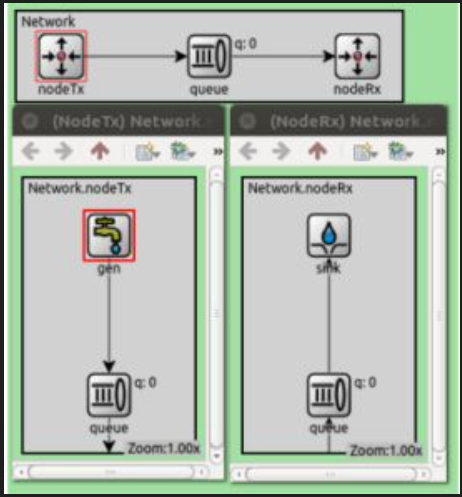 Network
q: 0
nodeTx
queue
nodeRx
(NodeTx) Network.
(NodeRx) Network.
»
»
Network.nodeTx
Network.nodeRx
gen
sink
q: 0
q: 0
queue
queue
Zoom:1.00x
Zoom:1.00x